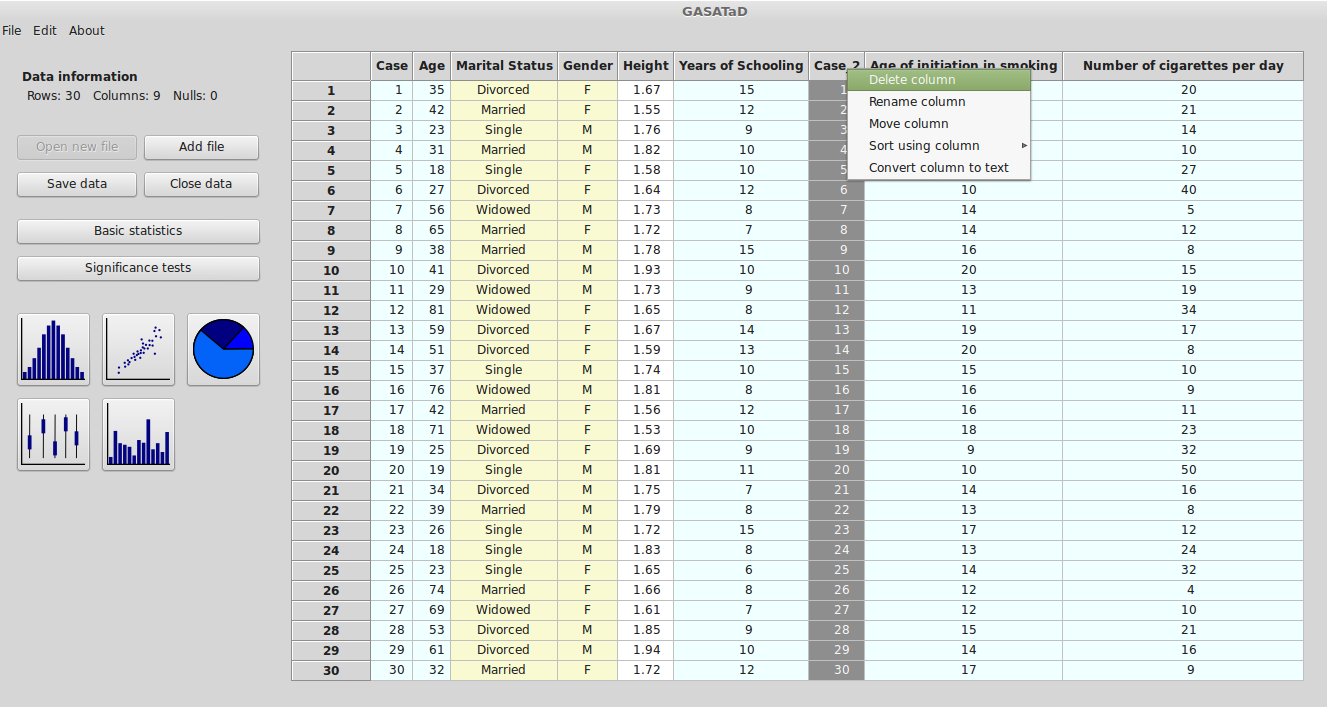 GASATaD
File Edit About
Data information
Rows: 30 Columns: 9 Nulls: 0
Open new file Add file
Save data Close data
Basic statistics
Significance tests
Case Age Marital Status Gender Height Years of Schooling Case_2 Age of initiation in smoking Number of cigarettes per day
1 1 35 Divorced F 1.67 15 1 20
2 2 42 Married F 1.55 12 2 21
3 3 23 Single M 1.76 9 3 14
4 4 31 Married M 1.82 10 4 10
5 5 18 Single F 1.58 10 5 27
6 6 27 Divorced F 1.64 12 6 10 40
7 7 56 Widowed M 1.73 8 7 14 5
8 8 65 Married F 1.72 7 8 14 12
9 9 38 Married M 1.78 15 9 16 8
10 10 41 Divorced M 1.93 10 10 20 15
11 11 29 Widowed M 1.73 9 11 13 19
12 12 81 Widowed F 1.65 8 12 11 34
13 13 59 Divorced F 1.67 14 13 19 17
14 14 51 Divorced F 1.59 13 14 20 8
15 15 37 Single M 1.74 10 15 15 10
16 16 76 Widowed M 1.81 8 16 16 9
17 17 42 Married F 1.56 12 17 16 11
18 18 71 Widowed F 1.53 10 18 18 23
19 19 25 Divorced F 1.69 9 19 9 32
20 20 19 Single M 1.81 11 20 10 50
21 21 34 Divorced M 1.75 7 21 14 16
22 22 39 Married M 1.79 8 22 13 8
23 23 26 Single M 1.72 15 23 17 12
24 24 18 Single M 1.83 8 24 13 24
25 25 23 Single F 1.65 6 25 14 32
26 26 74 Married F 1.66 8 26 12 4
27 27 69 Widowed F 1.61 7 27 12 10
28 28 53 Divorced M 1.85 9 28 15 21
29 29 61 Divorced M 1.94 10 29 14 16
30 30 32 Married F 1.72 12 30 17 9
Delete column
Rename column
Move column
Sort using column
Convert column to text